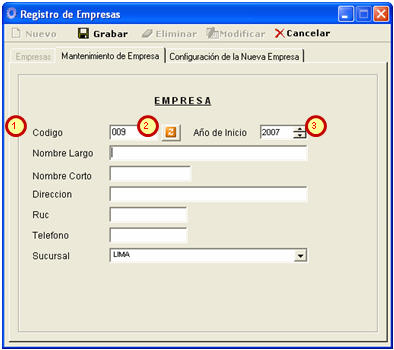 Registro de Empresas
Nuevo Grabar Eliminar Modificar Cancelar
Empresas Mantenimiento de Empresa Configuración de la Nueva Empresa
EMPRESA
1 Codigo 009 2 Año de Inicio 2007 3
Nombre Largo
Nombre Corto
Direccion
Ruc
Telefono
Sucursal LIMA